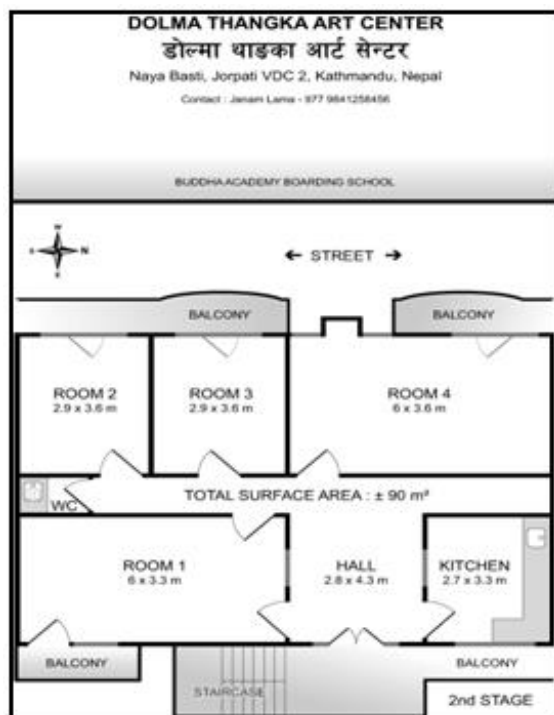 DOLMA THANGKA ART CENTER
डोल्मा थाङका आर्ट सेन्टर
Naya Basti, Jorpati VDC 2, Kathmandu, Nepal
Contact : Janam Lama - 977 9841258456
BUDDHA ACADEMY BOARDING SCHOOL
W
S N
E
STREET
BALCONY
BALCONY
ROOM 2
2.9 x 3.6 m
ROOM 3
2.9 x 3.6 m
ROOM 4
6 x 3.6 m
WC
TOTAL SURFACE AREA : ± 90 m²
ROOM 1
6 x 3.3 m
HALL
2.8 x 4.3 m
KITCHEN
2.7 x 3.3 m
BALCONY
STAIRCASE
BALCONY
2nd STAGE